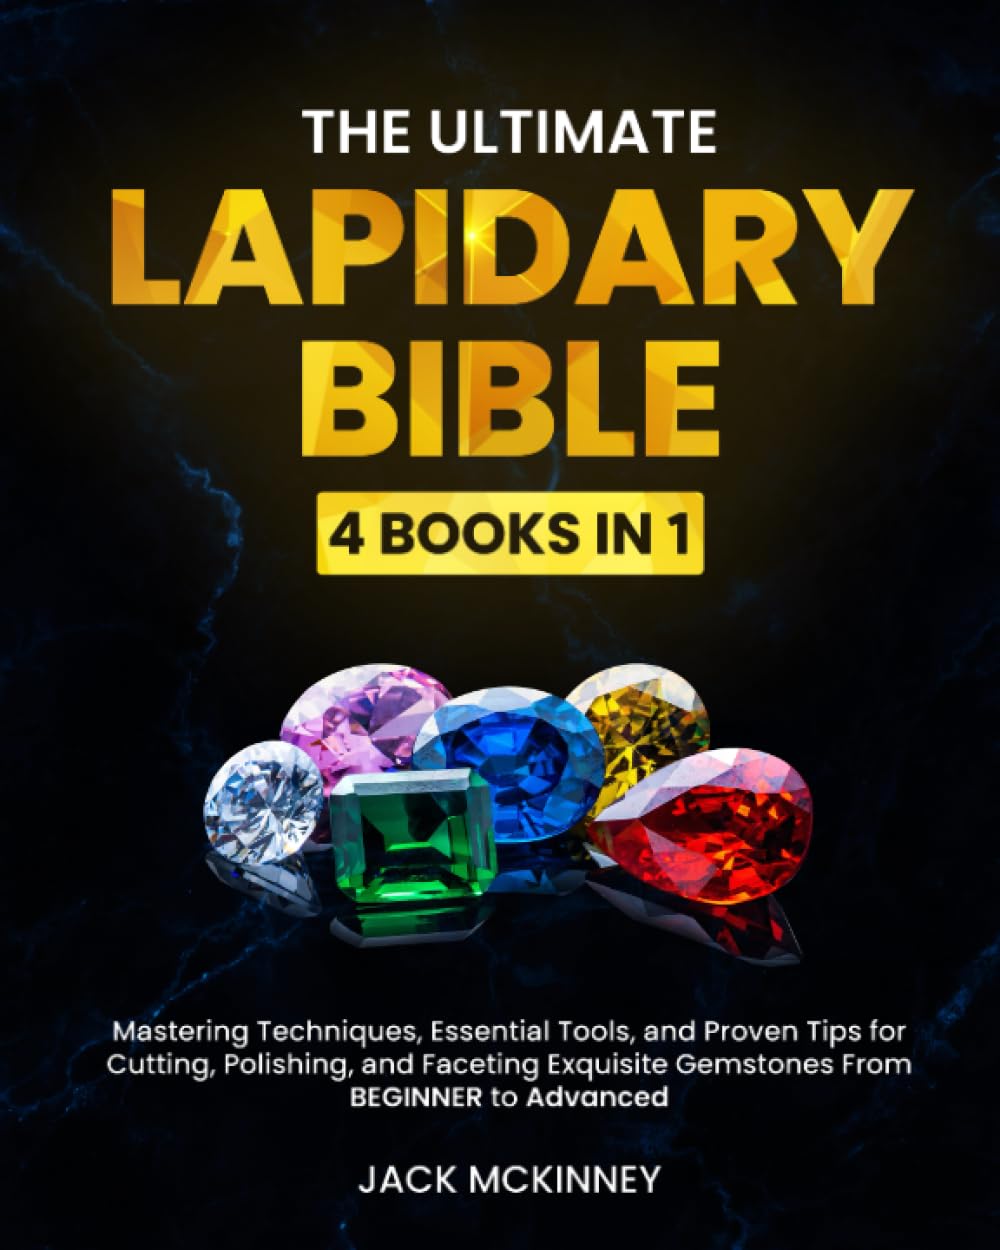 THE ULTIMATE
LAPIDARY
BIBLE
4 BOOKS IN 1
Mastering Techniques, Essential Tools, and Proven Tips for
Cutting, Polishing, and Faceting Exquisite Gemstones From
BEGINNER to Advanced
JACK MCKINNEY